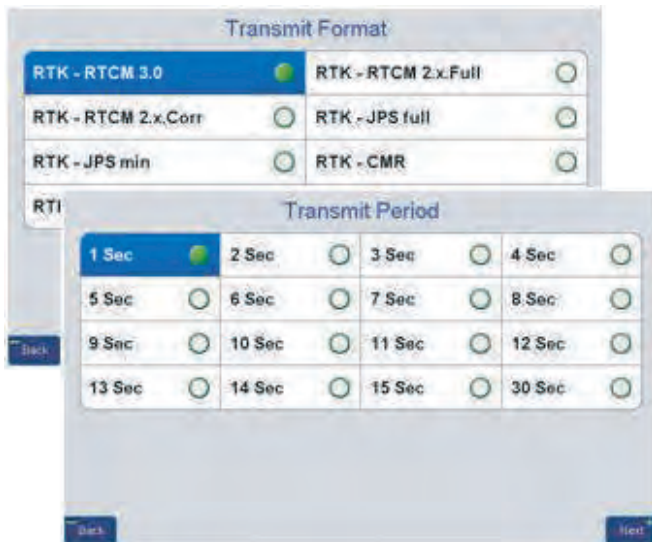 Transmit Format
RTK - RTCM 3.0 RTK - RTCM 2.x.Full
RTK - RTCM 2.x.Corr RTK - JPS full
RTK - JPS min RTK - CMR
Transmit Period
1 Sec 2 Sec 3 Sec 4 Sec
5 Sec 6 Sec 7 Sec 8 Sec
9 Sec 10 Sec 11 Sec 12 Sec
13 Sec 14 Sec 15 Sec 30 Sec
Back
Back Next